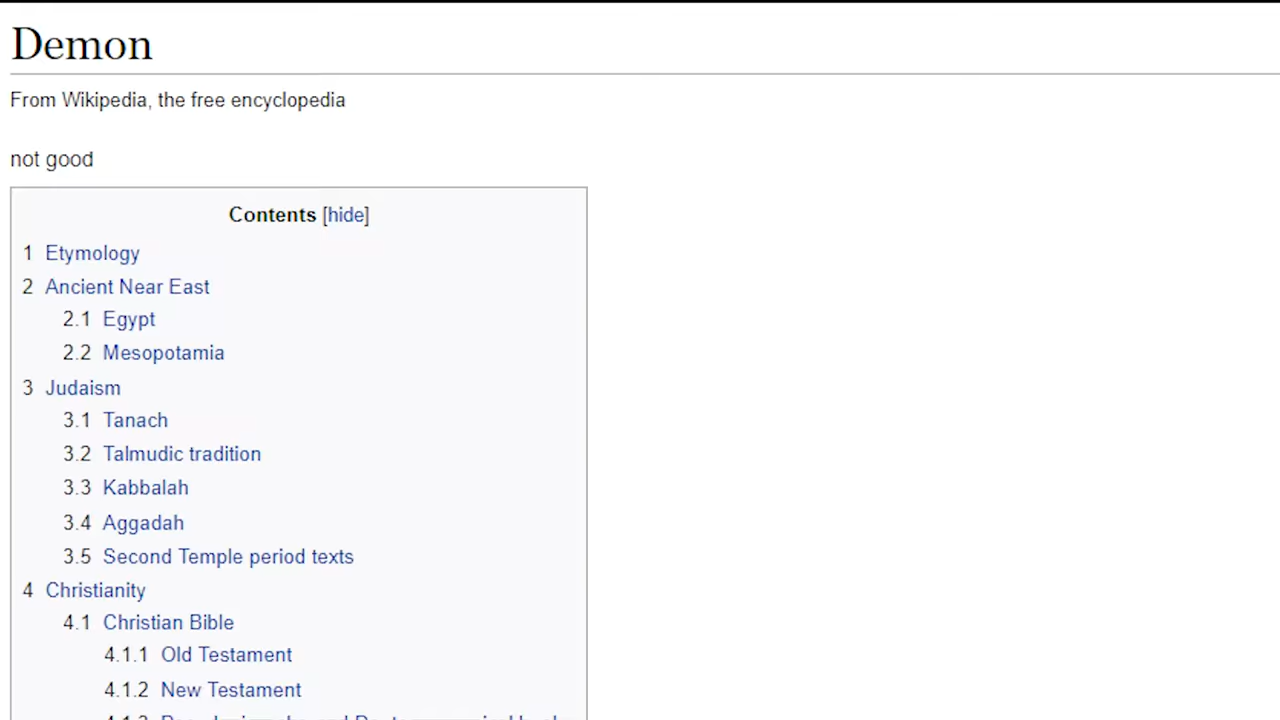 Demon
From Wikipedia, the free encyclopedia
not good
Contents [hide]
1 Etymology
2 Ancient Near East
2.1 Egypt
2.2 Mesopotamia
3 Judaism
3.1 Tanach
3.2 Talmudic tradition
3.3 Kabbalah
3.4 Aggadah
3.5 Second Temple period texts
4 Christianity
4.1 Christian Bible
4.1.1 Old Testament
4.1.2 New Testament